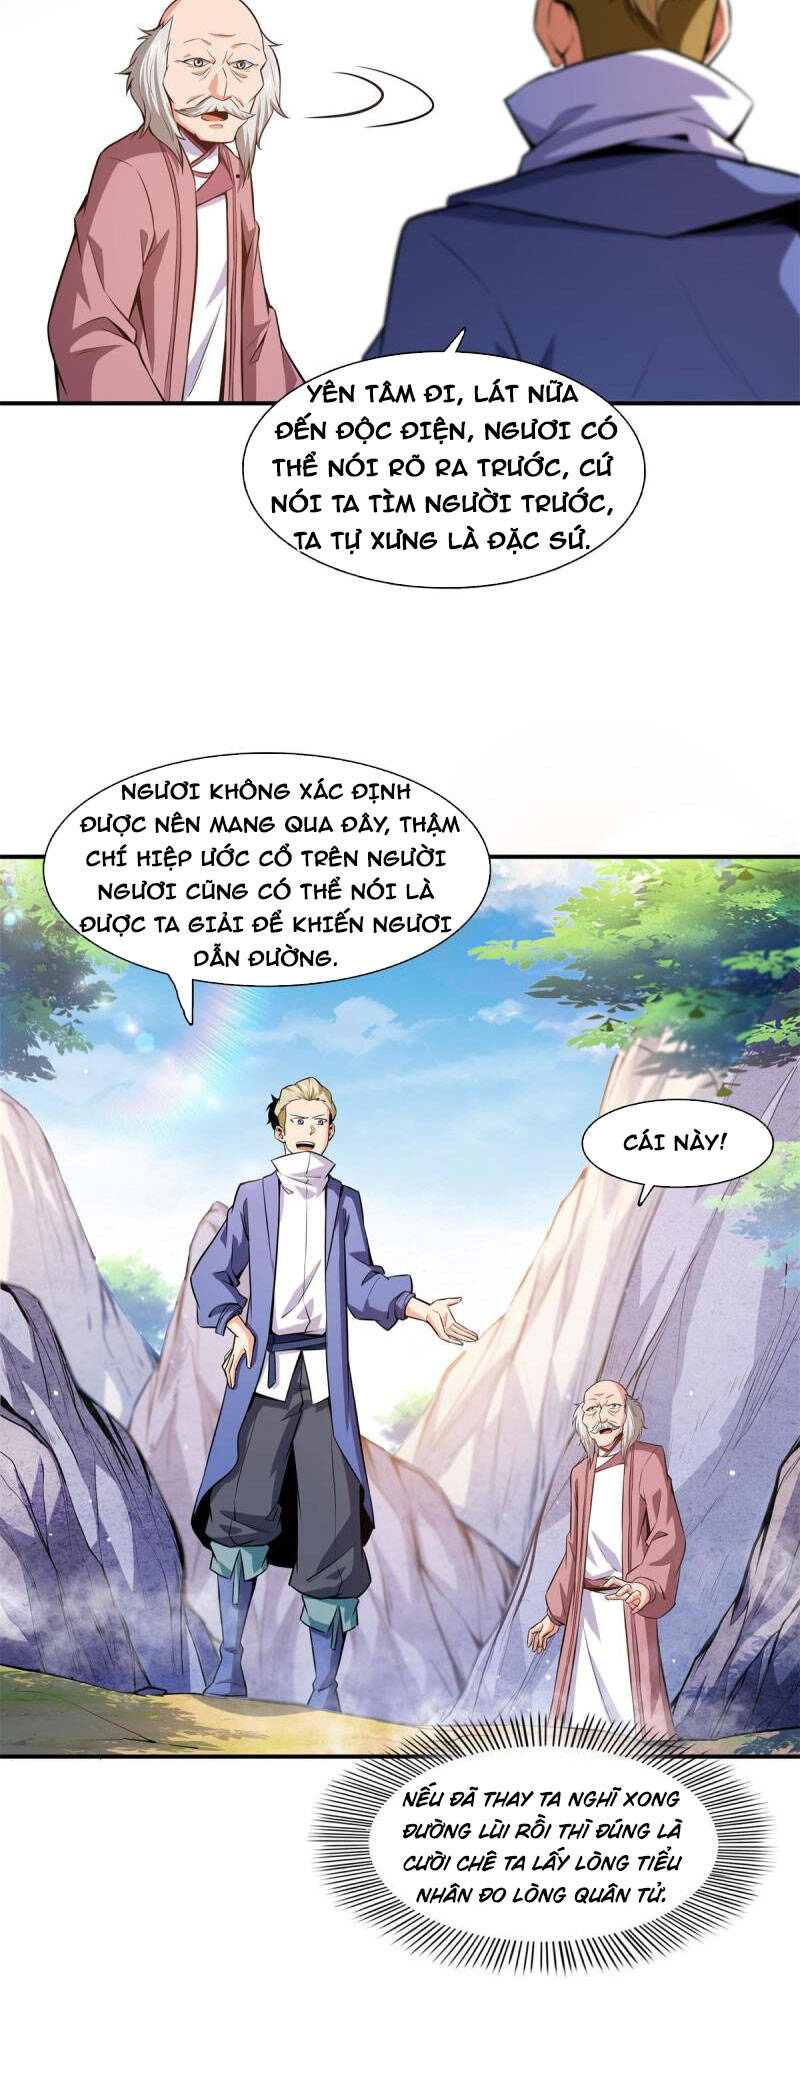 YÊN TÂM ĐI, LÁT NỮA
ĐẾN ĐỘC ĐIỆN, NGƯƠI CÓ
THỂ NÓI RÕ RA TRƯỚC, CỨ
NÓI TA TÌM NGƯỜI TRƯỚC,
TA TỰ XƯNG LÀ ĐẶC SỨ.
NGƯƠI KHÔNG XÁC ĐỊNH
ĐƯỢC NÊN MANG QUA ĐÂY, THẬM
CHÍ HIỆP ƯỚC CỔ TRÊN NGƯỜI
NGƯƠI CŨNG CÓ THỂ NÓI LÀ
ĐƯỢC TA GIẢI ĐỂ KHIẾN NGƯƠI
DẪN ĐƯỜNG.
CÁI NÀY!
NẾU ĐÃ THAY TA NGHĨ XONG
ĐƯỜNG LÙI RỒI THÌ ĐÚNG LÀ
CƯỜI CHÊ TA LẤY LÒNG TIỂU
NHÂN ĐO LÒNG QUÂN TỬ.